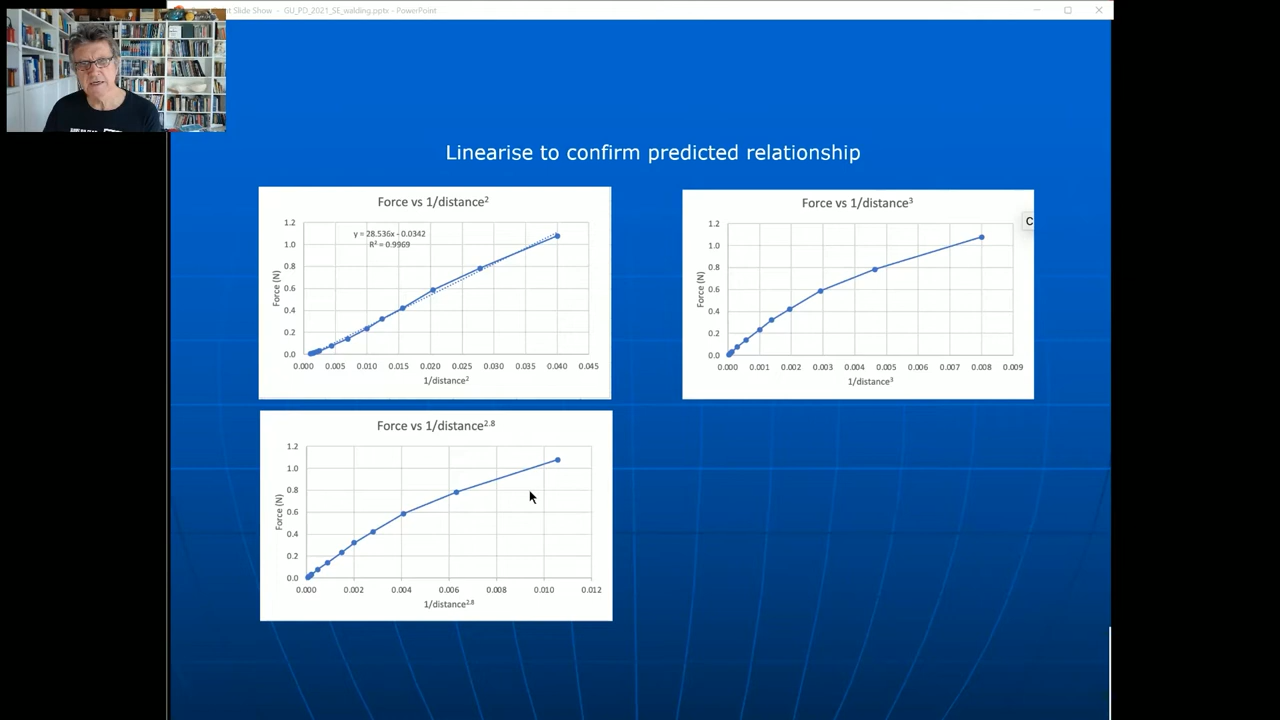 nt Slide Show - GU_PD_2021_SE_walding.pptx - PowerPoint
Linearise to confirm predicted relationship
Force vs 1/distance²
y = 28.536x - 0.0342
R² = 0.9969
1.2
1.0
0.8
0.6
0.4
0.2
0.0
Force (N)
0.000 0.005 0.010 0.015 0.020 0.025 0.030 0.035 0.040 0.045
1/distance²
Force vs 1/distance³
C
1.2
1.0
0.8
0.6
0.4
0.2
0.0
Force (N)
0.000 0.001 0.002 0.003 0.004 0.005 0.006 0.007 0.008 0.009
1/distance³
Force vs 1/distance²·⁸
1.2
1.0
0.8
0.6
0.4
0.2
0.0
Force (N)
0.000 0.002 0.004 0.006 0.008 0.010 0.012
1/distance²·⁸